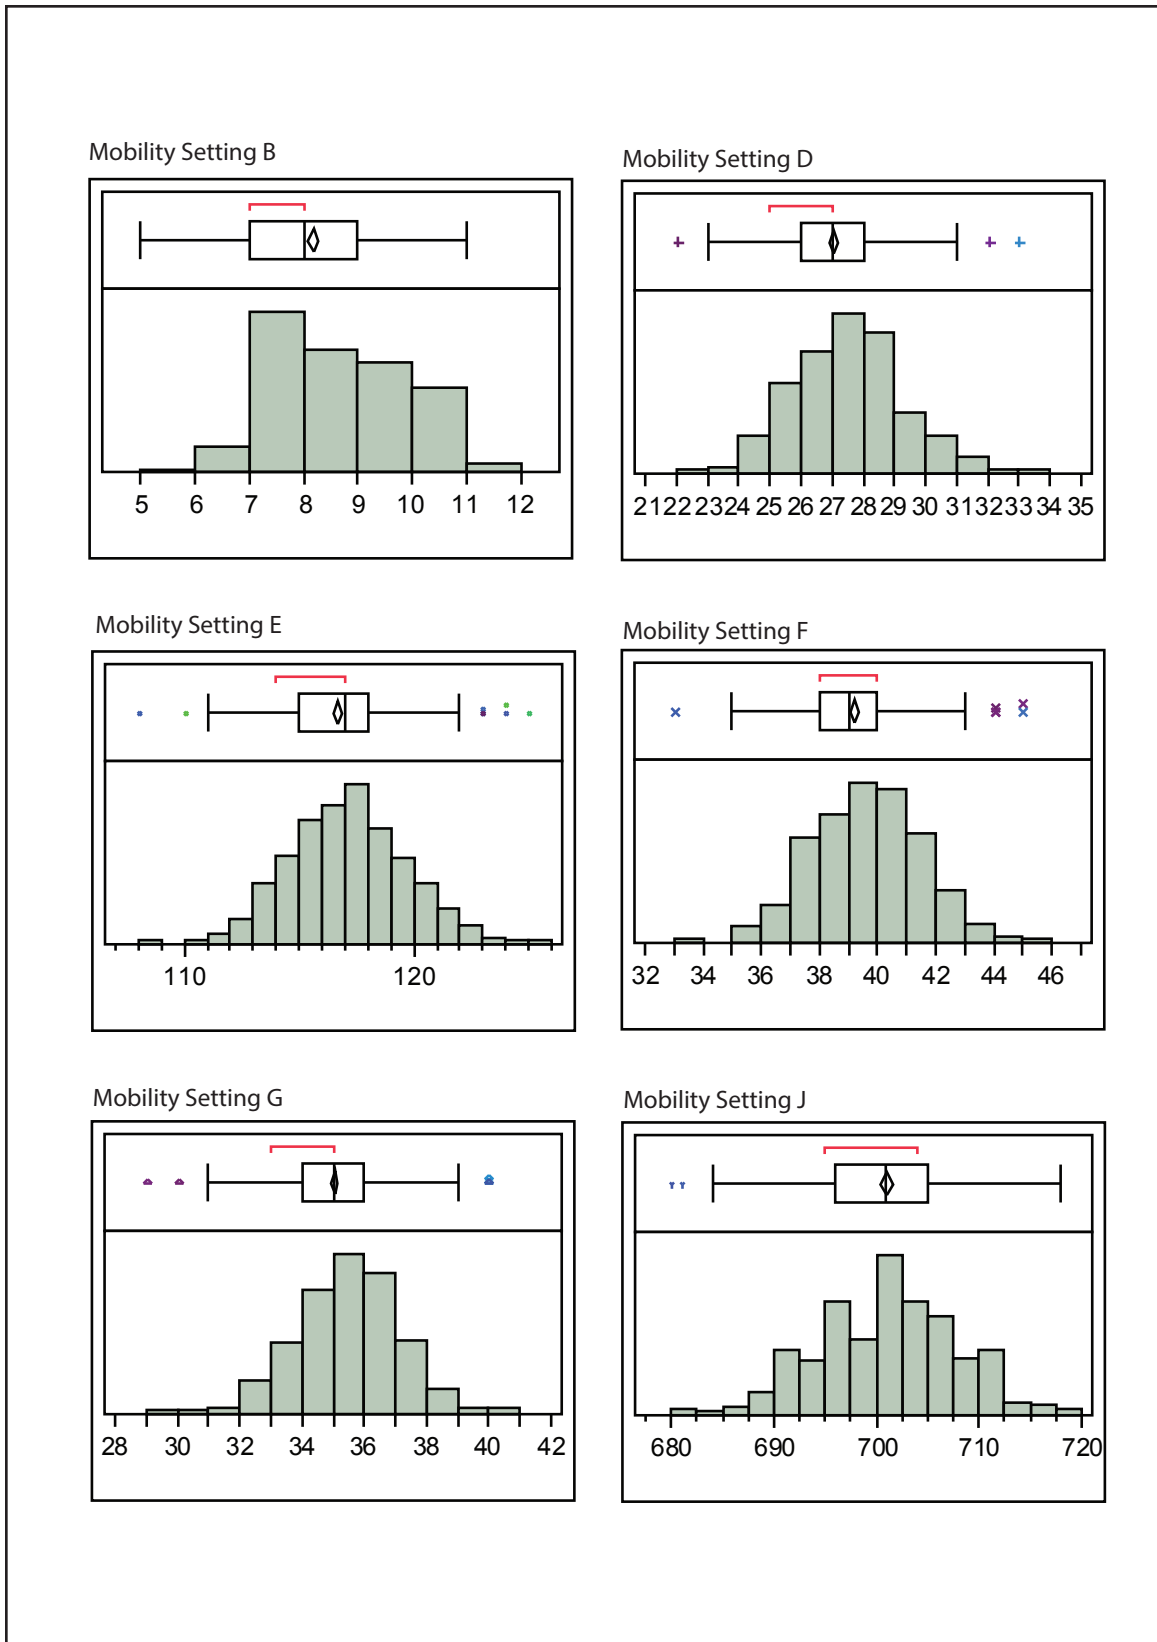 Mobility Setting B
5 6 7 8 9 10 11 12
Mobility Setting D
21 22 23 24 25 26 27 28 29 30 31 32 33 34 35
Mobility Setting E
110 120
Mobility Setting F
32 34 36 38 40 42 44 46
Mobility Setting G
28 30 32 34 36 38 40 42
Mobility Setting J
680 690 700 710 720